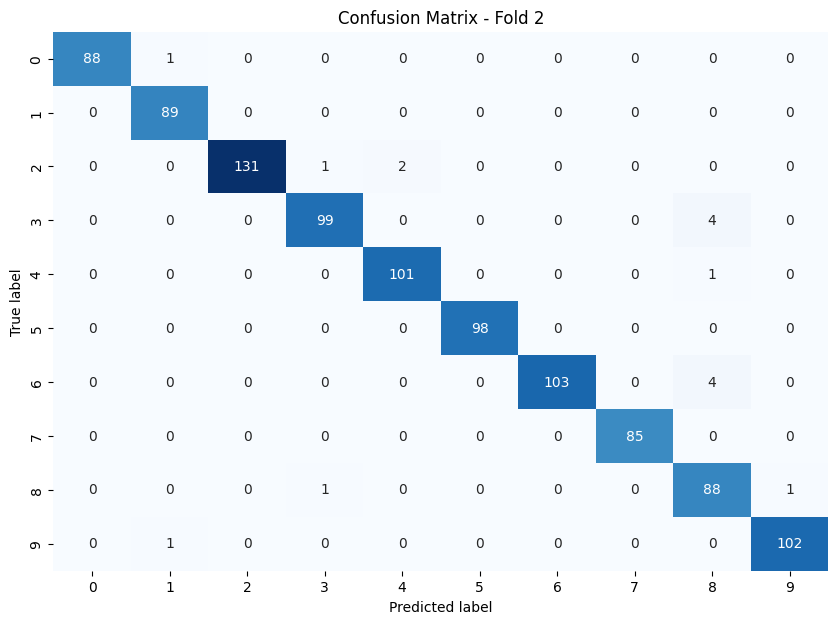 Confusion Matrix - Fold 2
True label
0 88 1 0 0 0 0 0 0 0 0
1 0 89 0 0 0 0 0 0 0 0
2 0 0 131 1 2 0 0 0 0 0
3 0 0 0 99 0 0 0 0 4 0
4 0 0 0 0 101 0 0 0 1 0
5 0 0 0 0 0 98 0 0 0 0
6 0 0 0 0 0 0 103 0 4 0
7 0 0 0 0 0 0 0 85 0 0
8 0 0 0 1 0 0 0 0 88 1
9 0 1 0 0 0 0 0 0 0 102
0 1 2 3 4 5 6 7 8 9
Predicted label